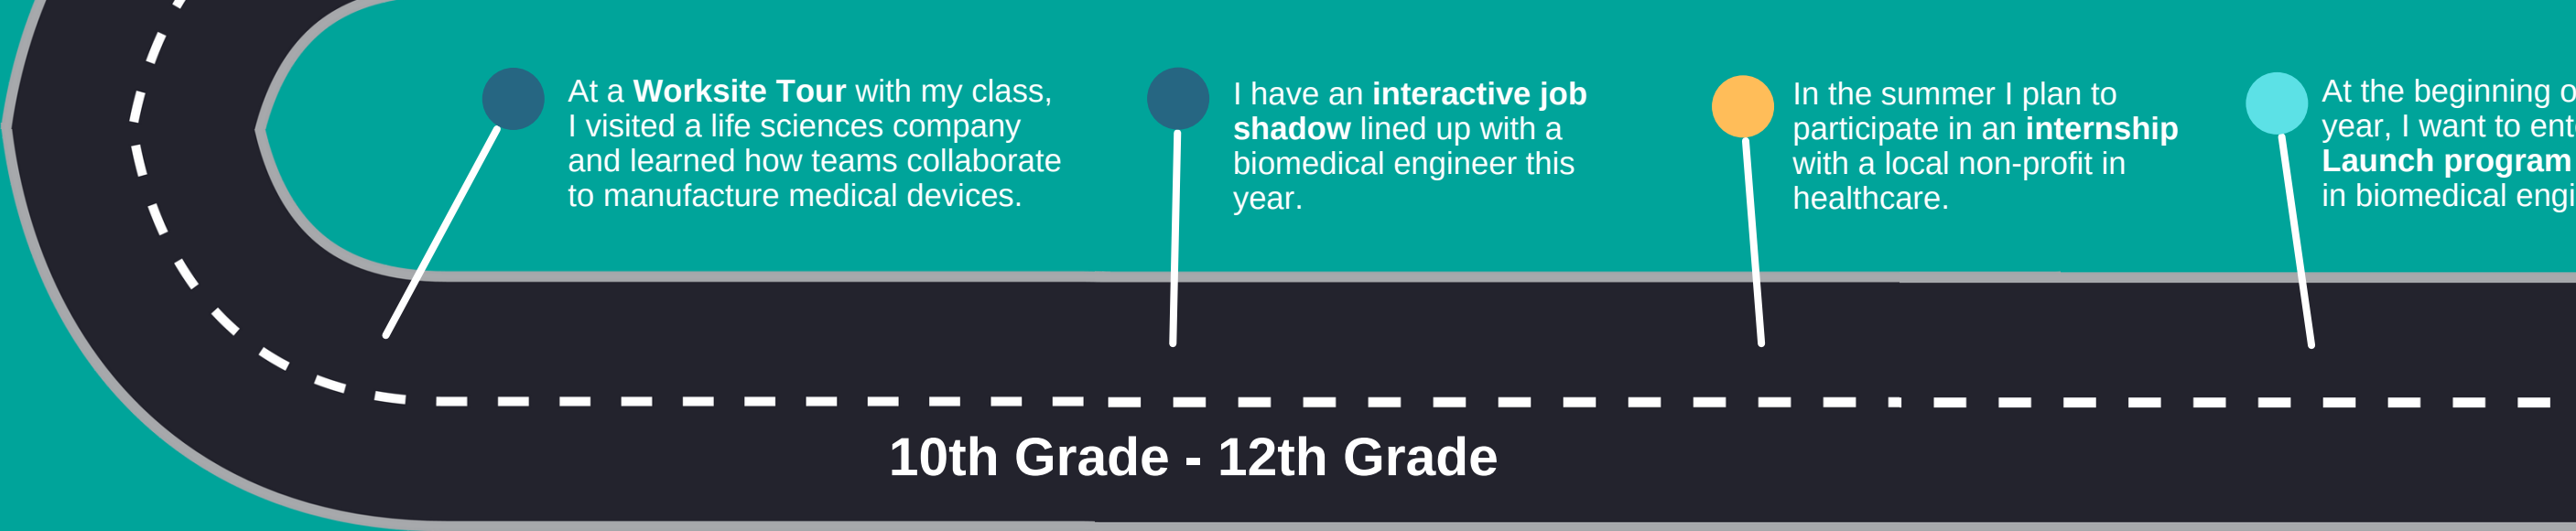 At a Worksite Tour with my class,
I visited a life sciences company
and learned how teams collaborate
to manufacture medical devices.
I have an interactive job
shadow lined up with a
biomedical engineer this
year.
In the summer I plan to
participate in an internship
with a local non-profit in
healthcare.
At the beginning
year, I want to
Launch program
in biomedical
10th Grade - 12th Grade